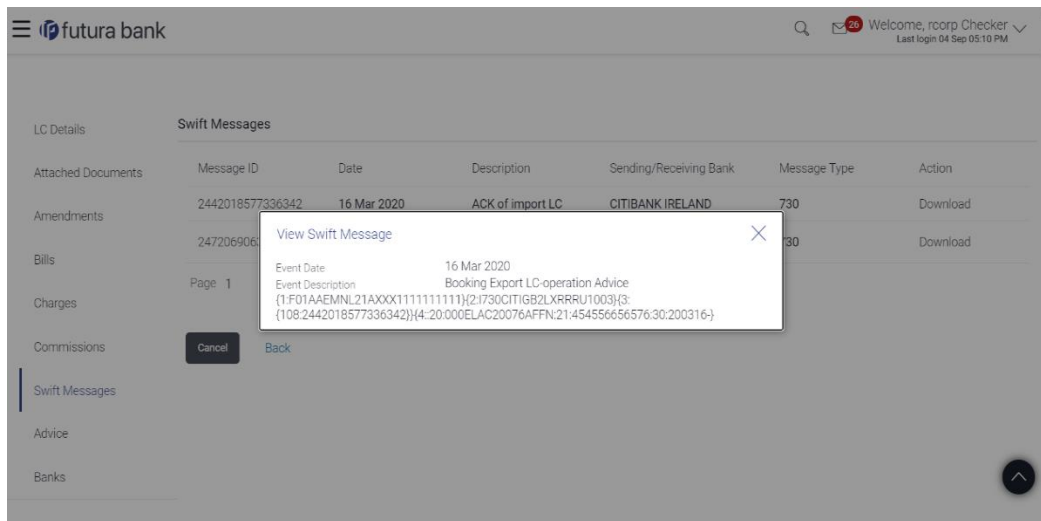 futura bank
26
Welcome, rcorp Checker
Last login 04 Sep 05:10 PM
LC Details
Attached Documents
Amendments
Bills
Charges
Commissions
Swift Messages
Advice
Banks
Swift Messages
Message ID Date Description Sending/Receiving Bank Message Type Action
2442018577336342 16 Mar 2020 ACK of import LC CITIBANK IRELAND 730 Download
Download
Page 1
Cancel Back
View Swift Message
Event Date 16 Mar 2020
Event Description Booking Export LC-operation Advice
{1:F01AAEMNL21AXXX1111111111}{2:I730CITIGB2LXRRRU1003}{3:
{108:2442018577336342}}{4:.:20:000ELAC20076AFFN:21:454556656576:30:200316-}